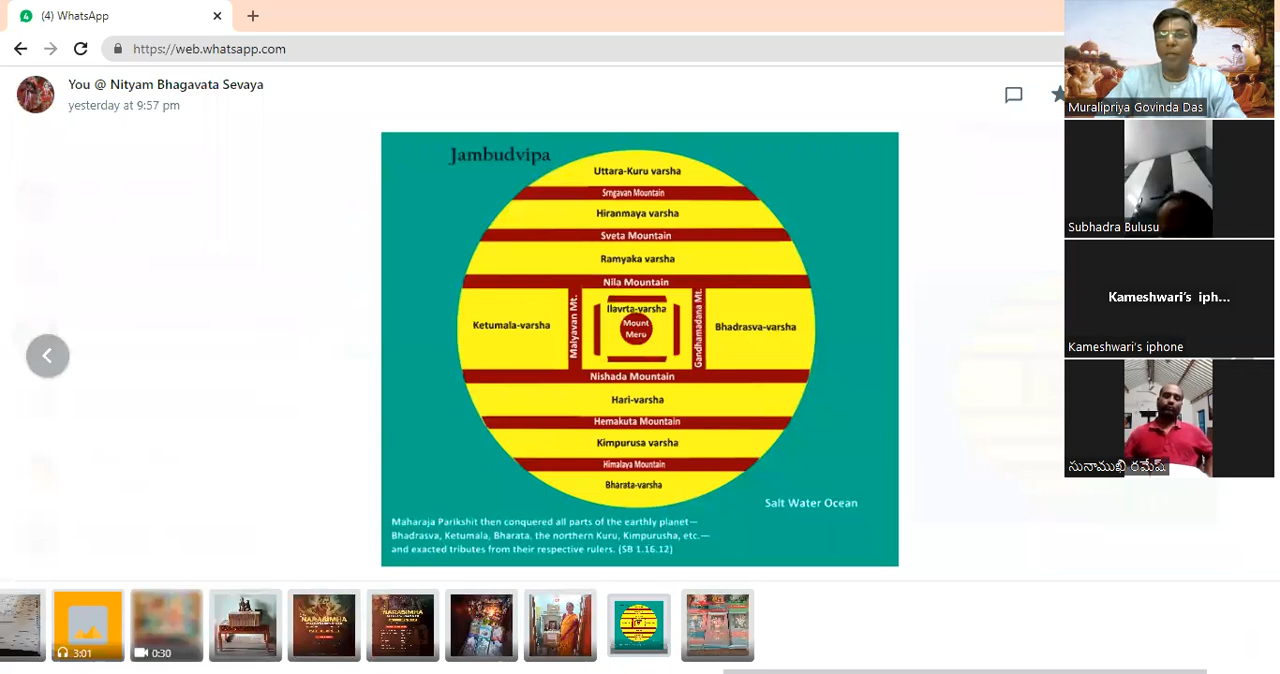 (4) WhatsApp
https://web.whatsapp.com
You @ Nityam Bhagavata Sevaya
yesterday at 9:57 pm
Jambudvipa
Uttara-Kuru varsha
Srngavan Mountain
Hiranmaya varsha
Sveta Mountain
Ramyaka varsha
Nila Mountain
Ketumala-varsha
Malyavan Mt.
Ilavrta-varsha
Mount
Meru
Gandhamadana Mt.
Bhadrasva-varsha
Nishada Mountain
Hari-varsha
Hemakuta Mountain
Kimpurusa varsha
Himalaya Mountain
Bharata-varsha
Salt Water Ocean
Maharaja Parikshit then conquered all parts of the earthly planet—
Bhadrasva, Ketumala, Bharata, the northern Kuru, Kimpurusha, etc.—
and exacted tributes from their respective rulers. (SB 1.16.12)
Muralipriya Govinda Das
Subhadra Bulusu
Kameshwari's iph...
Kameshwari's iphone
సునాముఖి రమేష్
3:01
0:30
NARASIMHA
NARASIMHA